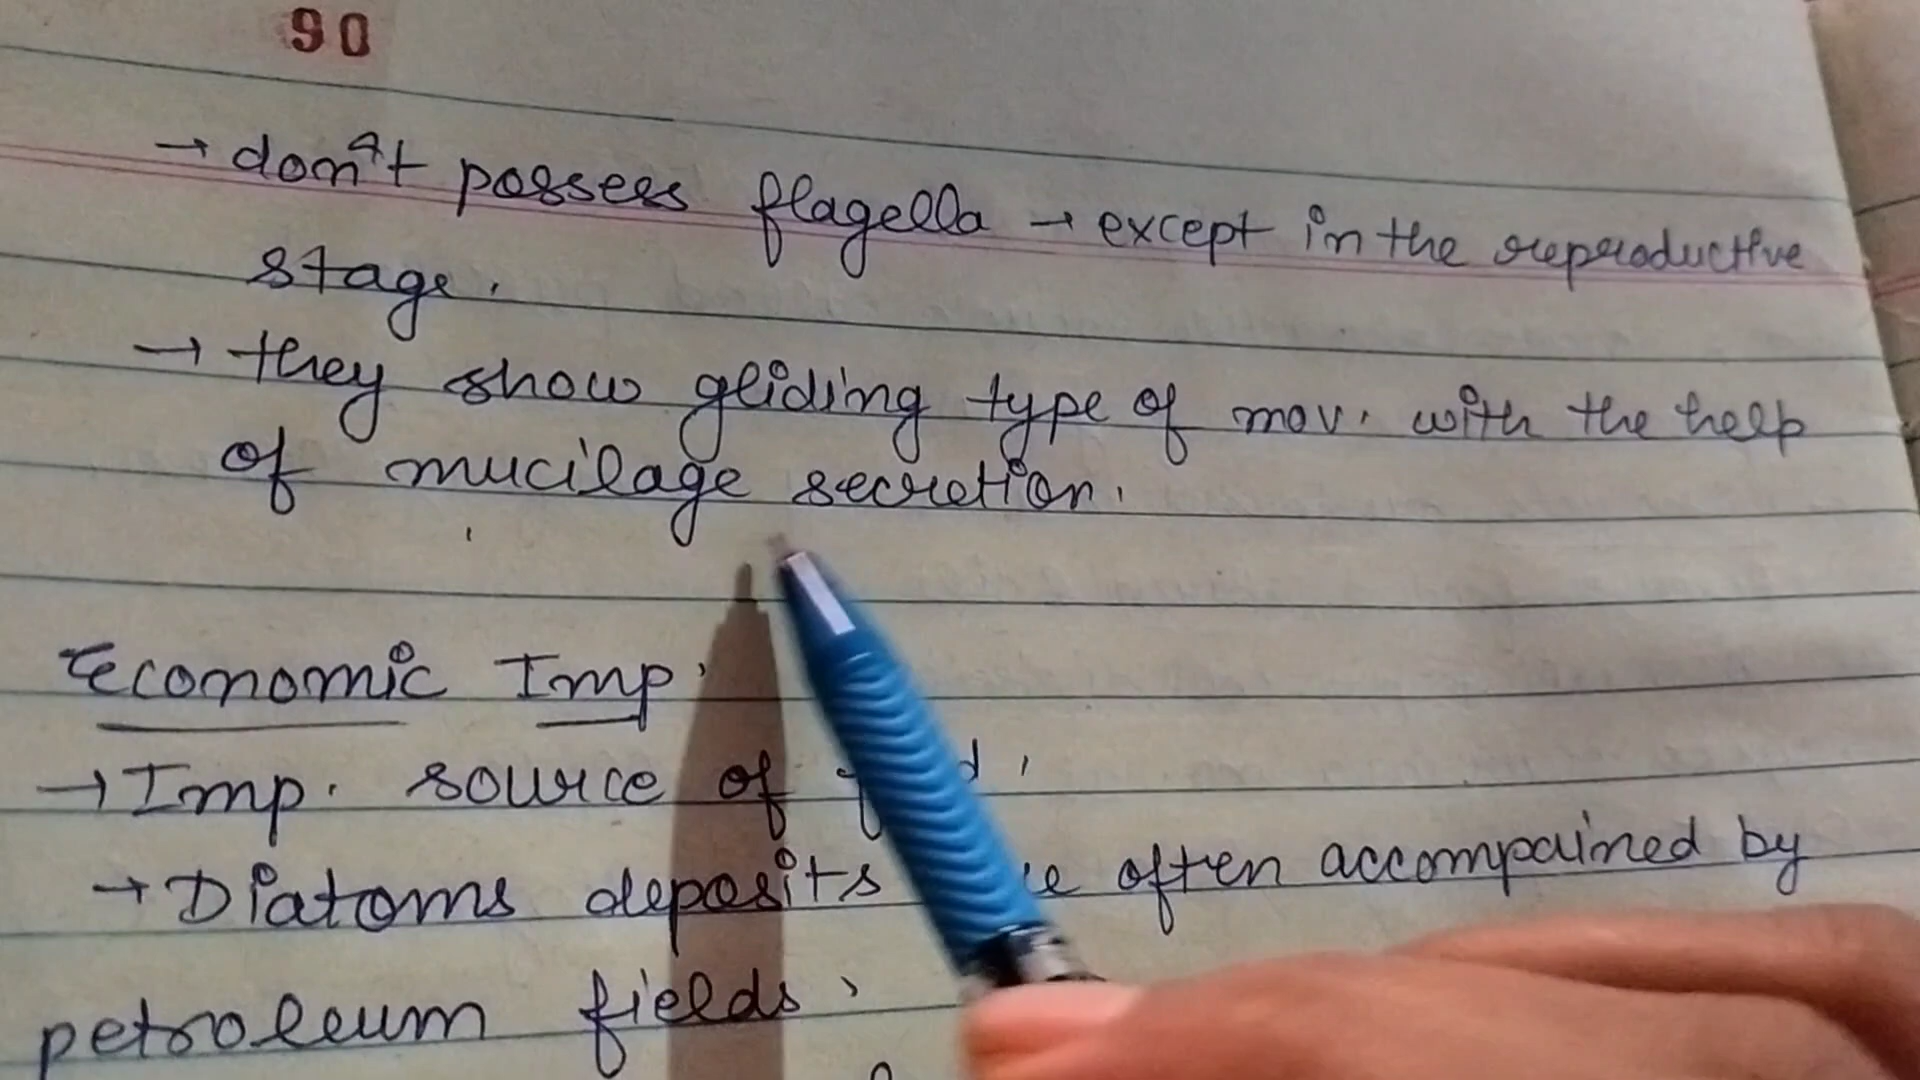 90
→ don't possess flagella → except in the reproductive
stage.
→ they show gliding type of mov. with the help
of mucilage secretion.
Economic Imp.
→ Imp. source of
→ Diatoms deposits often accompained by
petroleum fields.